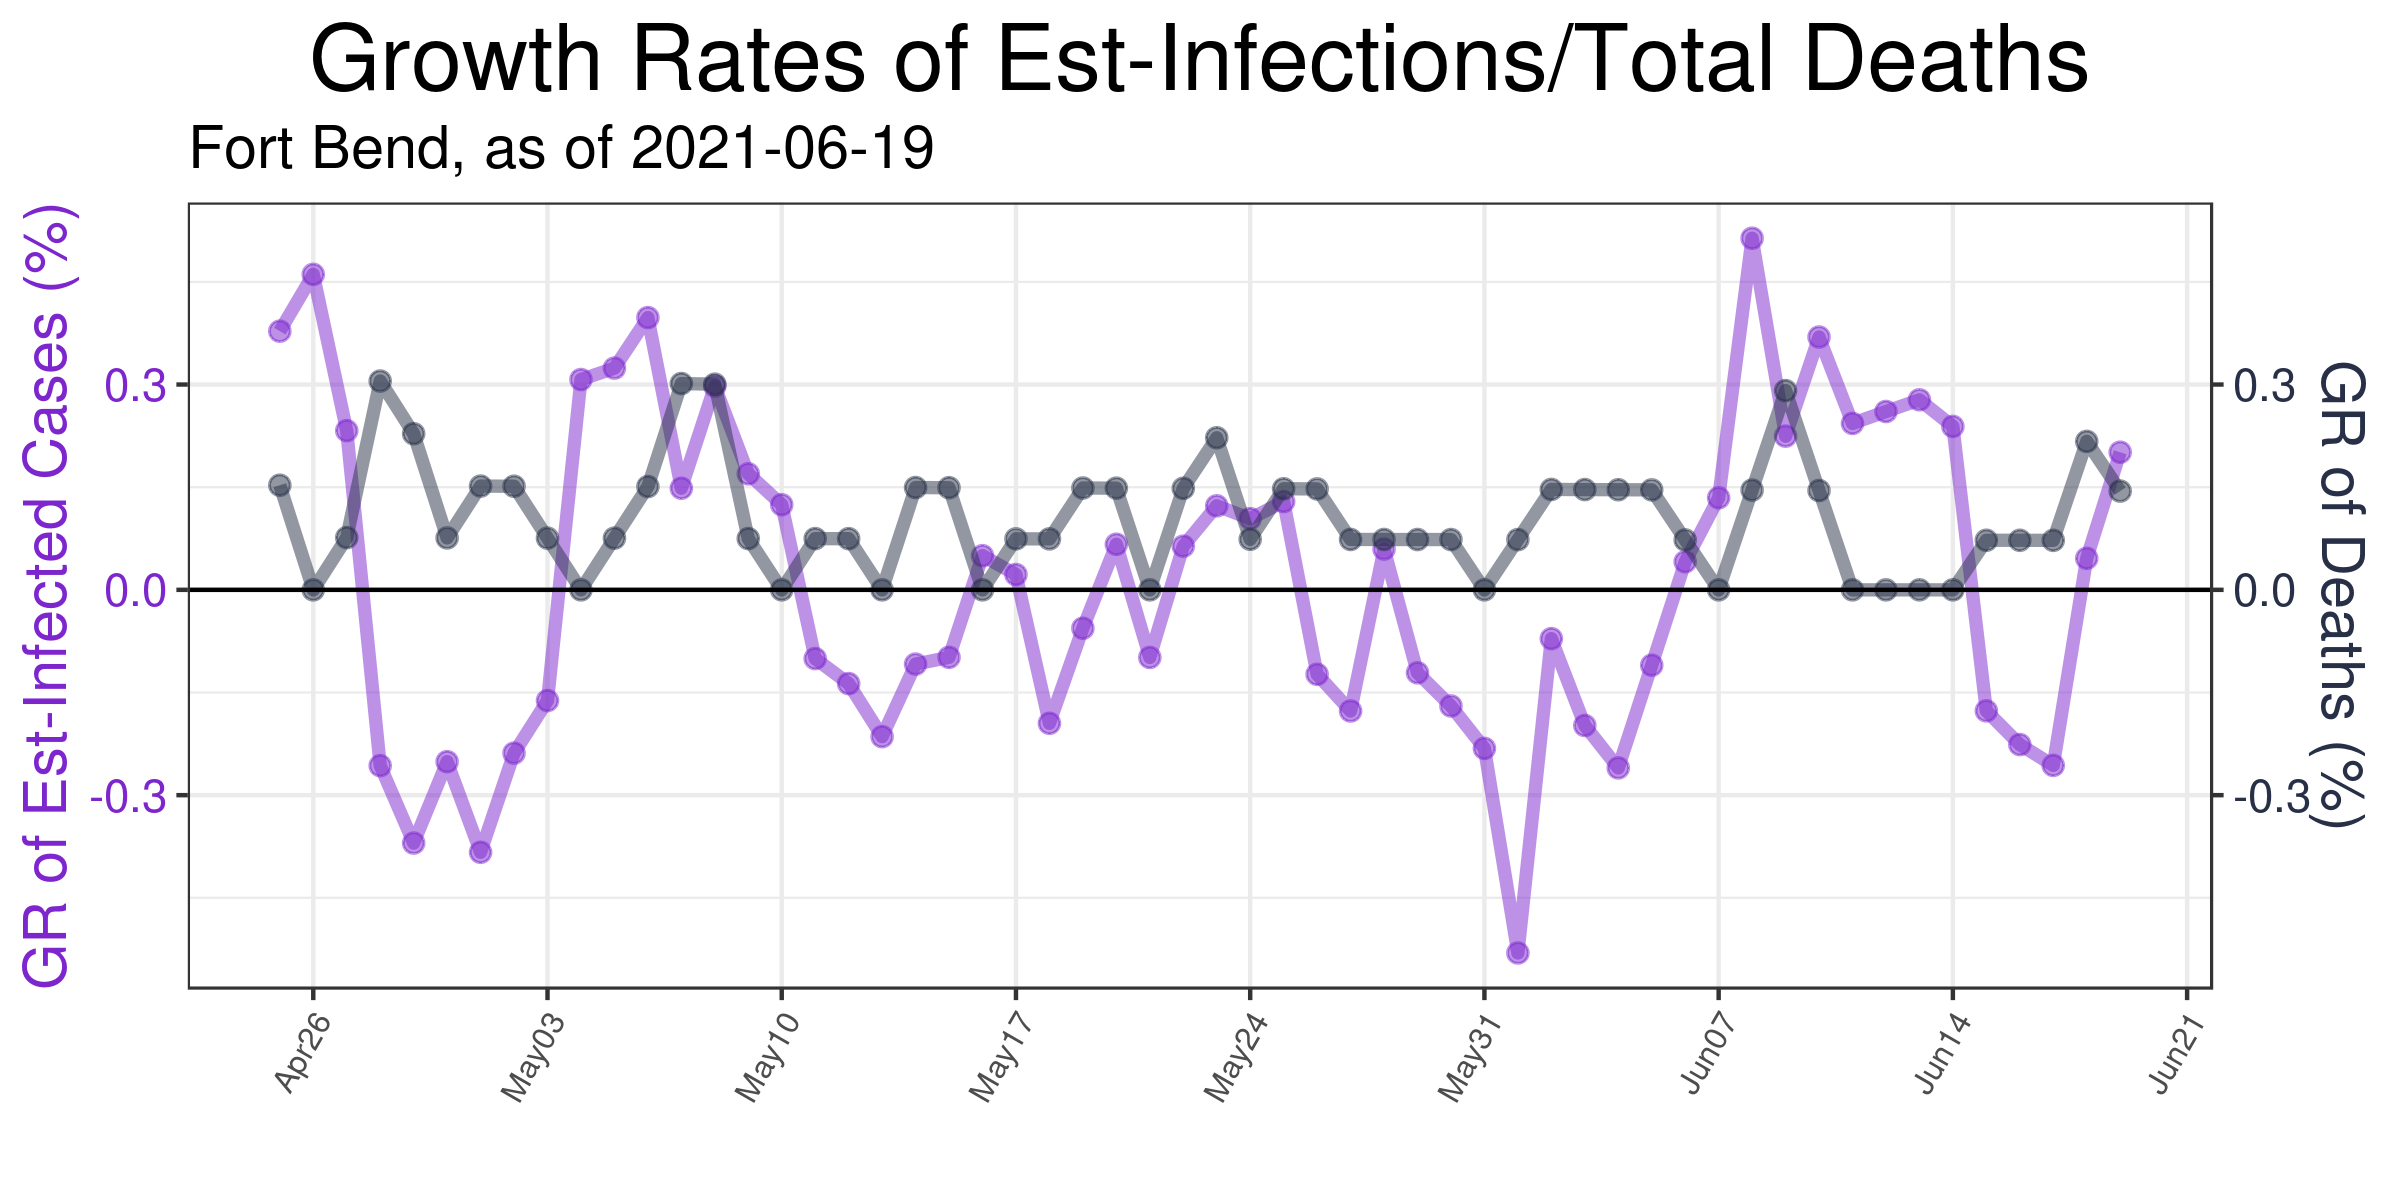 Growth Rates of Est-Infections/Total Deaths
Fort Bend, as of 2021-06-19
GR of Est-Infected Cases (%)
0.3
0.0
-0.3
0.3
0.0
-0.3
GR of Deaths (%)
Apr26
May03
May10
May17
May24
May31
Jun07
Jun14
Jun21